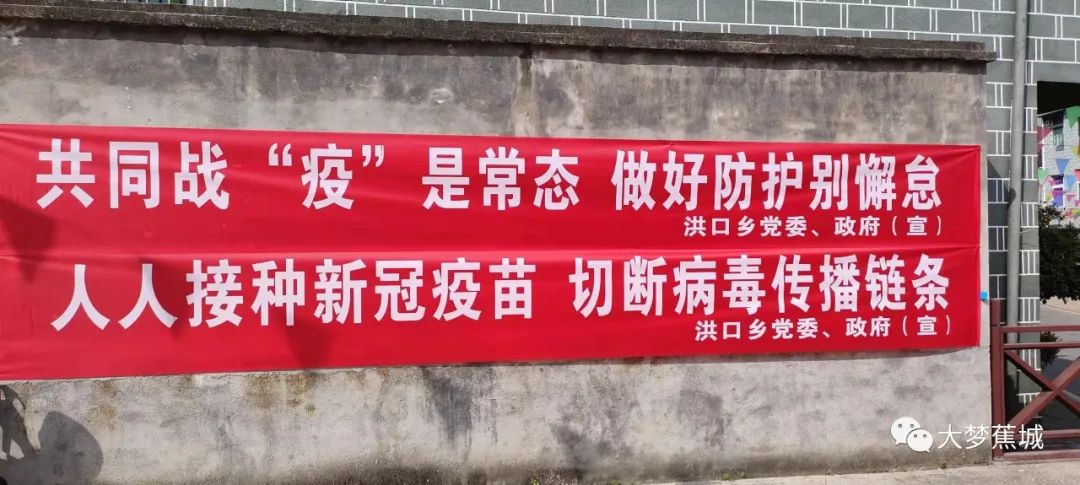 共同战“疫”是常态 做好防护别懈怠
洪口乡党委、政府（宣）
人人接种新冠疫苗 切断病毒传播链条
洪口乡党委、政府（宣）
大梦蕉城